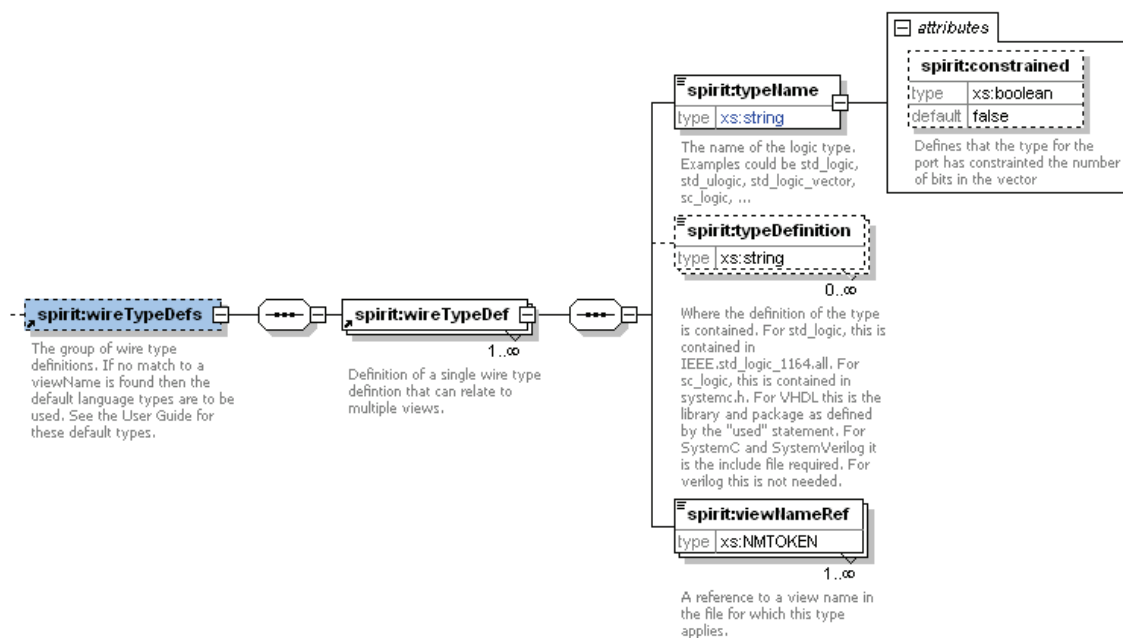 attributes
spirit:constrained
type xs:boolean
default false
Defines that the type for the
port has constrainted the number
of bits in the vector
spirit:typeName
type xs:string
The name of the logic type.
Examples could be std_logic,
std_ulogic, std_logic_vector,
sc_logic, ...
spirit:typeDefinition
type xs:string
0..∞
Where the definition of the type
is contained. For std_logic, this is
contained in
IEEE.std_logic_1164.all. For
sc_logic, this is contained in
systemc.h. For VHDL this is the
library and package as defined
by the "used" statement. For
SystemC and SystemVerilog it
is the include file required. For
verilog this is not needed.
spirit:wireTypeDefs
The group of wire type
definitions. If no match to a
viewName is found then the
default language types are to be
used. See the User Guide for
these default types.
spirit:wireTypeDef
1..∞
Definition of a single wire type
defintion that can relate to
multiple views.
spirit:viewNameRef
type xs:NMTOKEN
1..∞
A reference to a view name in
the file for which this type
applies.